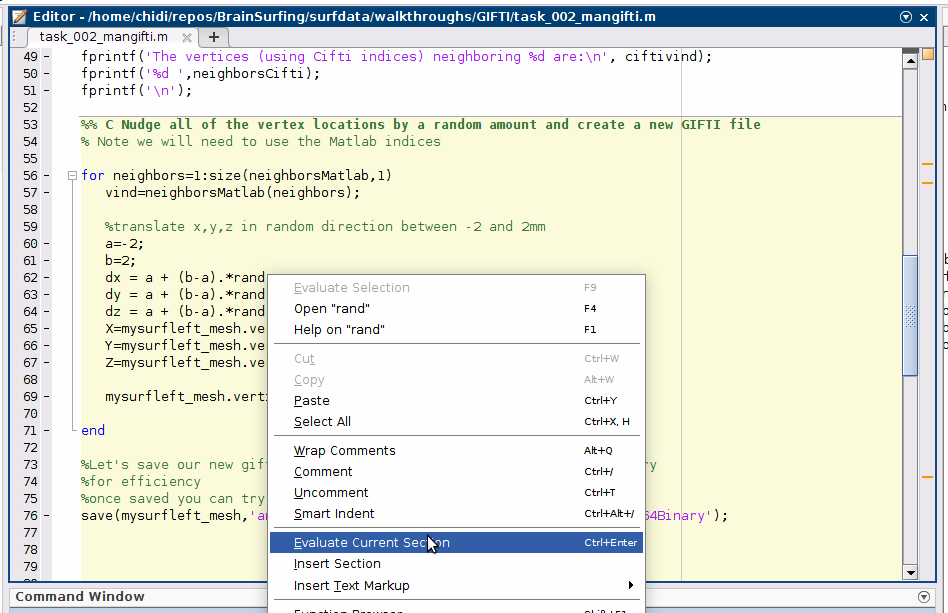 Editor - /home/chidi/repos/BrainSurfing/surfdata/walkthroughs/GIFTI/task_002_mangifti.m
task_002_mangifti.m × +
49 - fprintf('The vertices (using Cifti indices) neighboring %d are:\n', ciftivind);
50 - fprintf('%d ',neighborsCifti);
51 - fprintf('\n');
52
53 %% C Nudge all of the vertex locations by a random amount and create a new GIFTI file
54 % Note we will need to use the Matlab indices
55
56 - for neighbors=1:size(neighborsMatlab,1)
57 - vind=neighborsMatlab(neighbors);
58
59 %translate x,y,z in random direction between -2 and 2mm
60 - a=-2;
61 - b=2;
62 - dx = a + (b-a).*rand
63 - dy = a + (b-a).*rand
64 - dz = a + (b-a).*rand
65 - X=mysurfleft_mesh.ve
66 - Y=mysurfleft_mesh.ve
67 - Z=mysurfleft_mesh.ve
68
69 - mysurfleft_mesh.verti
70
71 - end
72
73 %Let's save our new gif
74 %for efficiency
75 %once saved you can try
76 - save(mysurfleft_mesh, 64Binary');
77
78
79
Evaluate Selection F9
Open "rand" F4
Help on "rand" F1
Cut Ctrl+W
Copy Alt+W
Paste Ctrl+Y
Select All Ctrl+X, H
Wrap Comments Alt+Q
Comment Ctrl+/
Uncomment Ctrl+T
Smart Indent Ctrl+Alt+/
Evaluate Current Section Ctrl+Enter
Insert Section
Insert Text Markup
Command Window